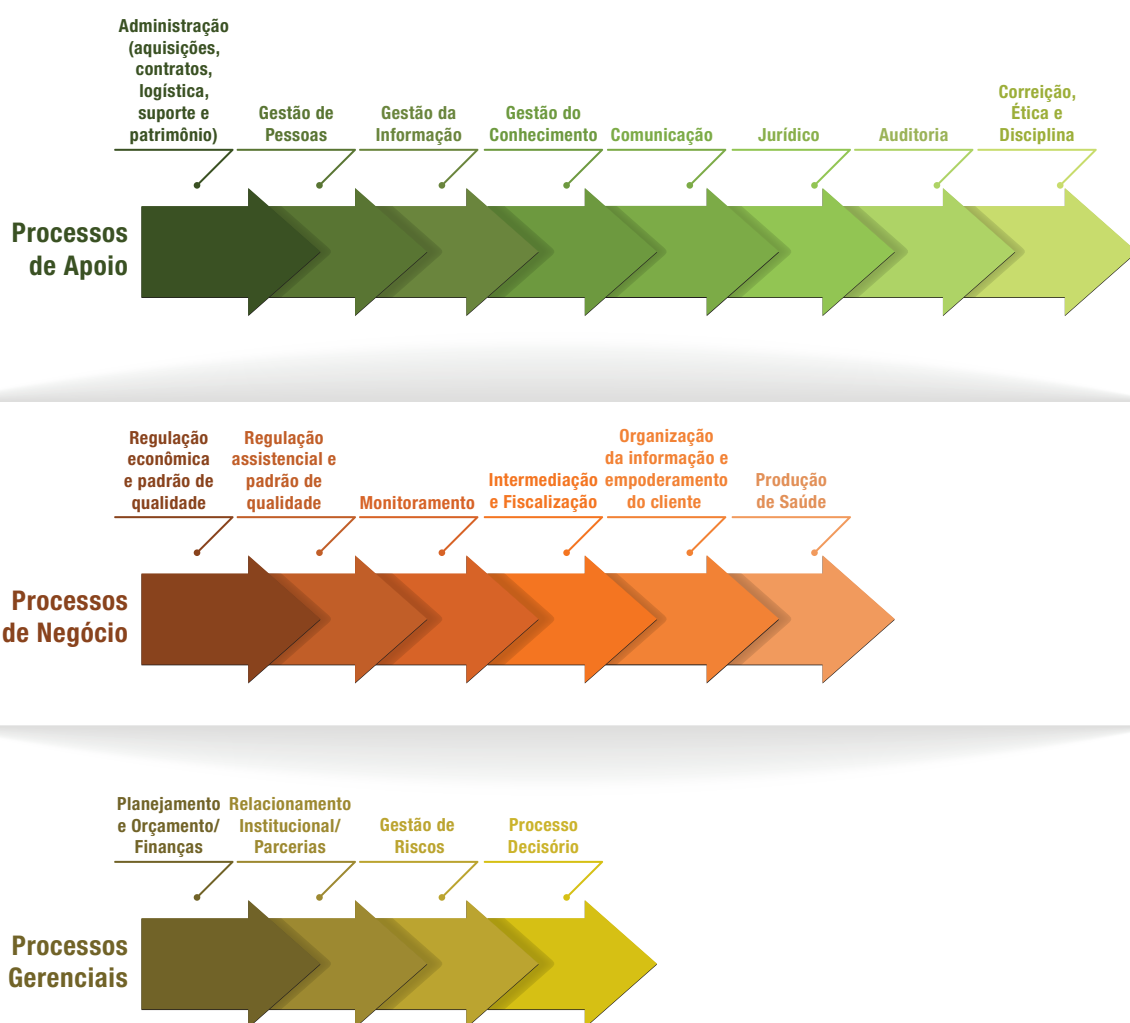 Administração
(aquisições,
contratos,
logística,
suporte e
patrimônio)
Gestão de
Pessoas
Gestão da
Informação
Gestão do
Conhecimento
Comunicação
Jurídico
Auditoria
Correição,
Ética e
Disciplina
Processos
de Apoio
Regulação
econômica
e padrão de
qualidade
Regulação
assistencial e
padrão de
qualidade
Monitoramento
Intermediação
e Fiscalização
Organização
da informação e
empoderamento
do cliente
Produção
de Saúde
Processos
de Negócio
Planejamento
e Orçamento/
Finanças
Relacionamento
Institucional/
Parcerias
Gestão de
Riscos
Processo
Decisório
Processos
Gerenciais